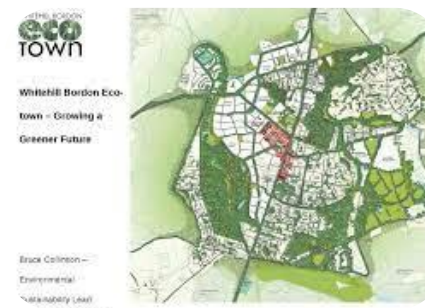 WHITEHILL BORDON
eco
TOWN
Whitehill Bordon Eco-
town – Growing a
Greener Future
Bruce Collinson –
Environmental
Sustainability Lead